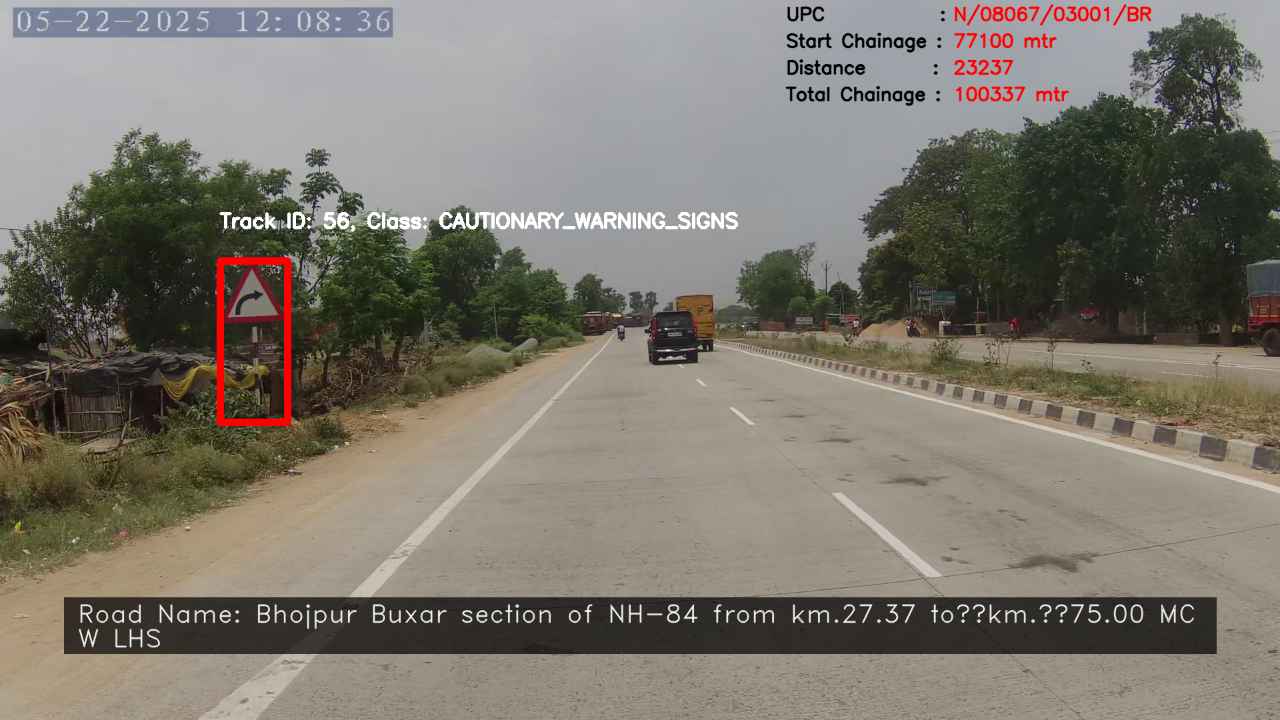 05-22-2025 12:08:36
UPC : N/08067/03001/BR
Start Chainage : 77100 mtr
Distance : 23237
Total Chainage : 100337 mtr
Track ID: 56, Class: CAUTIONARY_WARNING_SIGNS
Road Name: Bhojpur Buxar section of NH-84 from km.27.37 to??km.??75.00 MC
W LHS